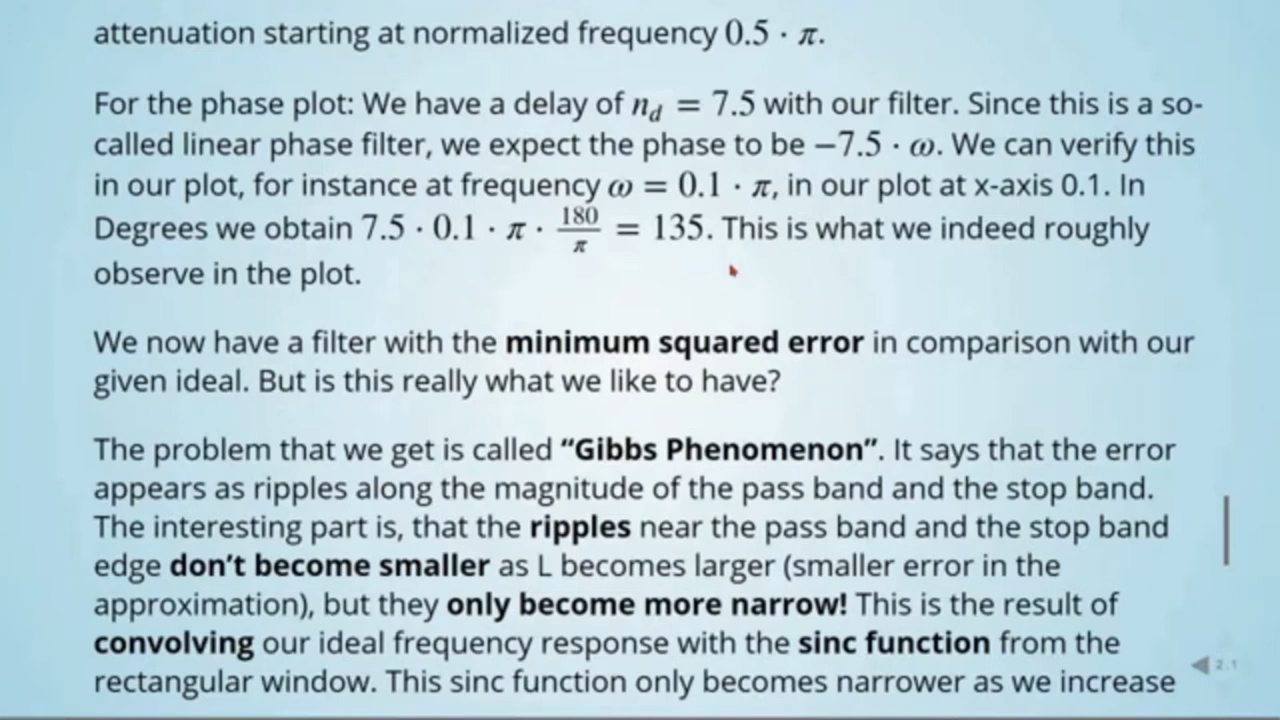 attenuation starting at normalized frequency 0.5 · π.
For the phase plot: We have a delay of n_d = 7.5 with our filter. Since this is a so-
called linear phase filter, we expect the phase to be −7.5 · ω. We can verify this
in our plot, for instance at frequency ω = 0.1 · π, in our plot at x-axis 0.1. In
Degrees we obtain 7.5 · 0.1 · π · 180/π = 135. This is what we indeed roughly
observe in the plot.
We now have a filter with the minimum squared error in comparison with our
given ideal. But is this really what we like to have?
The problem that we get is called “Gibbs Phenomenon”. It says that the error
appears as ripples along the magnitude of the pass band and the stop band.
The interesting part is, that the ripples near the pass band and the stop band
edge don’t become smaller as L becomes larger (smaller error in the
approximation), but they only become more narrow! This is the result of
convolving our ideal frequency response with the sinc function from the
rectangular window. This sinc function only becomes narrower as we increase
2.1